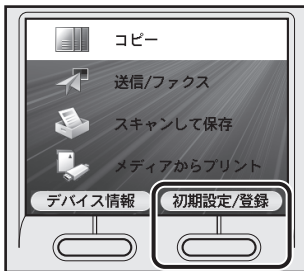 コピー
送信/ファクス
スキャンして保存
メディアからプリント
デバイス情報 初期設定/登録